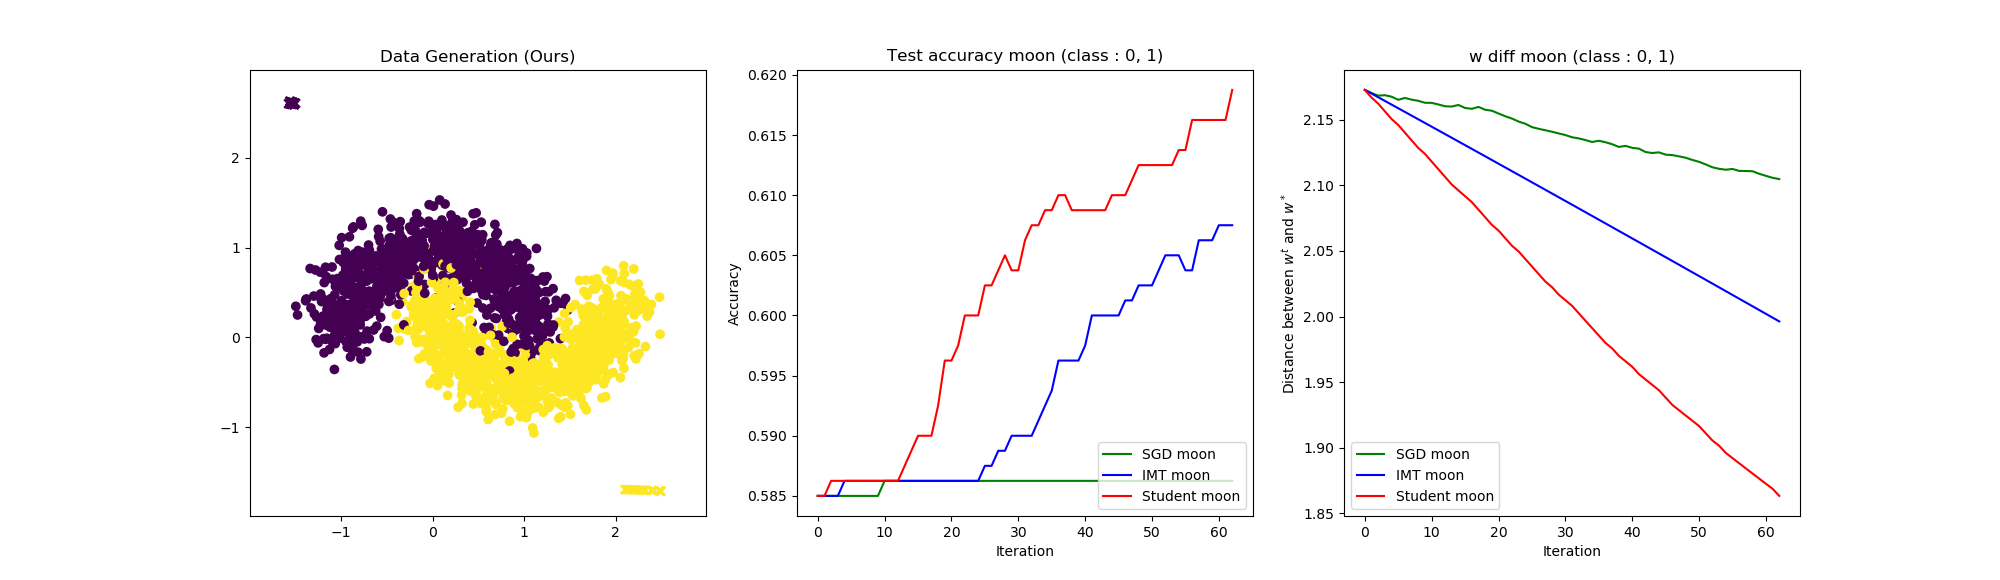 Data Generation (Ours)
2
1
0
−1
−1
0
1
2
Test accuracy moon (class : 0, 1)
Accuracy
0.620
0.615
0.610
0.605
0.600
0.595
0.590
0.585
SGD moon
IMT moon
Student moon
0
10
20
30
40
50
60
Iteration
w diff moon (class : 0, 1)
Distance between w^t and w^*
2.15
2.10
2.05
2.00
1.95
1.90
1.85
SGD moon
IMT moon
Student moon
0
10
20
30
40
50
60
Iteration